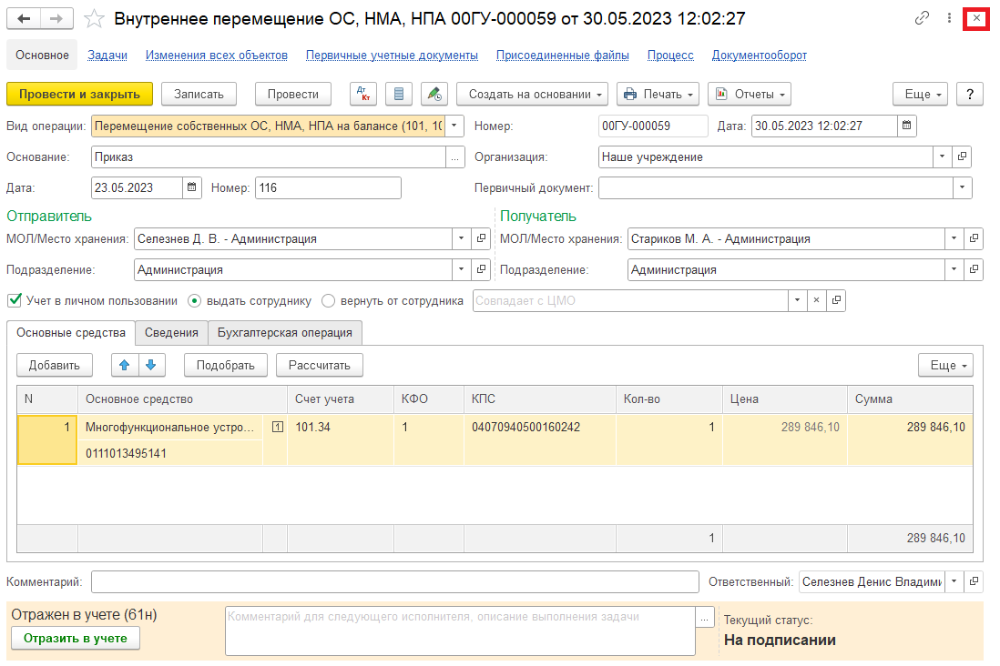 Внутреннее перемещение ОС, НМА, НПА 00ГУ-000059 от 30.05.2023 12:02:27
Основное Задачи Изменения всех объектов Первичные учетные документы Присоединенные файлы Процесс Документооборот
Провести и закрыть Записать Провести Дт Кт Создать на основании Печать Отчеты Еще ?
Вид операции: Перемещение собственных ОС, НМА, НПА на балансе (101, 10 Номер: 00ГУ-000059 Дата: 30.05.2023 12:02:27
Основание: Приказ ... Организация: Наше учреждение
Дата: 23.05.2023 Номер: 116 Первичный документ:
Отправитель Получатель
МОЛ/Место хранения: Селезнев Д. В. - Администрация МОЛ/Место хранения: Стариков М. А. - Администрация
Подразделение: Администрация Подразделение: Администрация
Учет в личном пользовании выдать сотруднику вернуть от сотрудника Совпадает с ЦМО
Основные средства Сведения Бухгалтерская операция
Добавить Подобрать Рассчитать Еще
N Основное средство Счет учета КФО КПС Кол-во Цена Сумма
1 Многофункциональное устро... 1 101.34 1 04070940500160242 1 289 846,10 289 846,10
0111013495141
1 289 846,10
Комментарий: Ответственный: Селезнев Денис Владими
Отражен в учете (61н) Комментарий для следующего исполнителя, описание выполнения задачи ... Текущий статус:
Отразить в учете На подписании